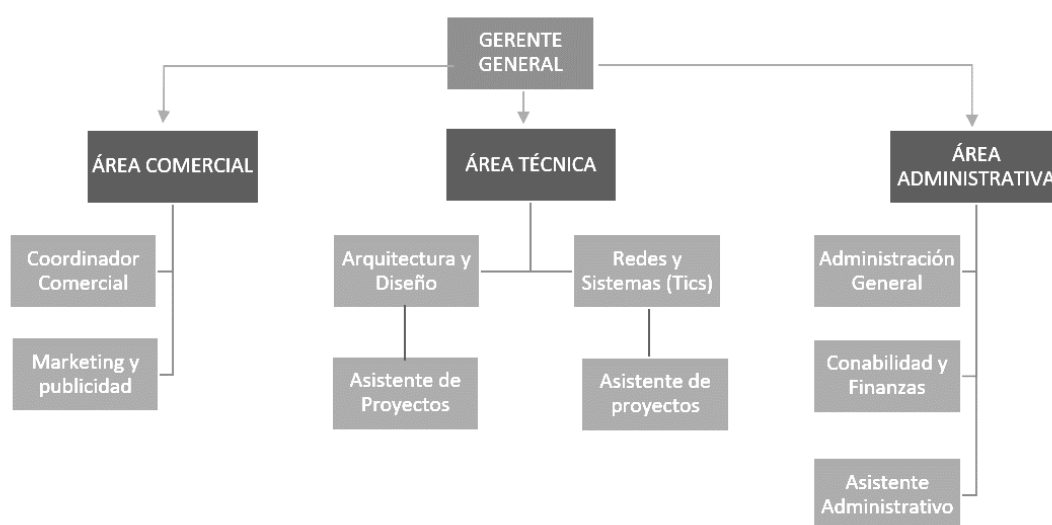 GERENTE
GENERAL
ÁREA COMERCIAL
ÁREA TÉCNICA
ÁREA
ADMINISTRATIVA
Coordinador
Comercial
Marketing y
publicidad
Arquitectura y
Diseño
Redes y
Sistemas (Tics)
Asistente de
Proyectos
Asistente de
proyectos
Administración
General
Conabilidad y
Finanzas
Asistente
Administrativo